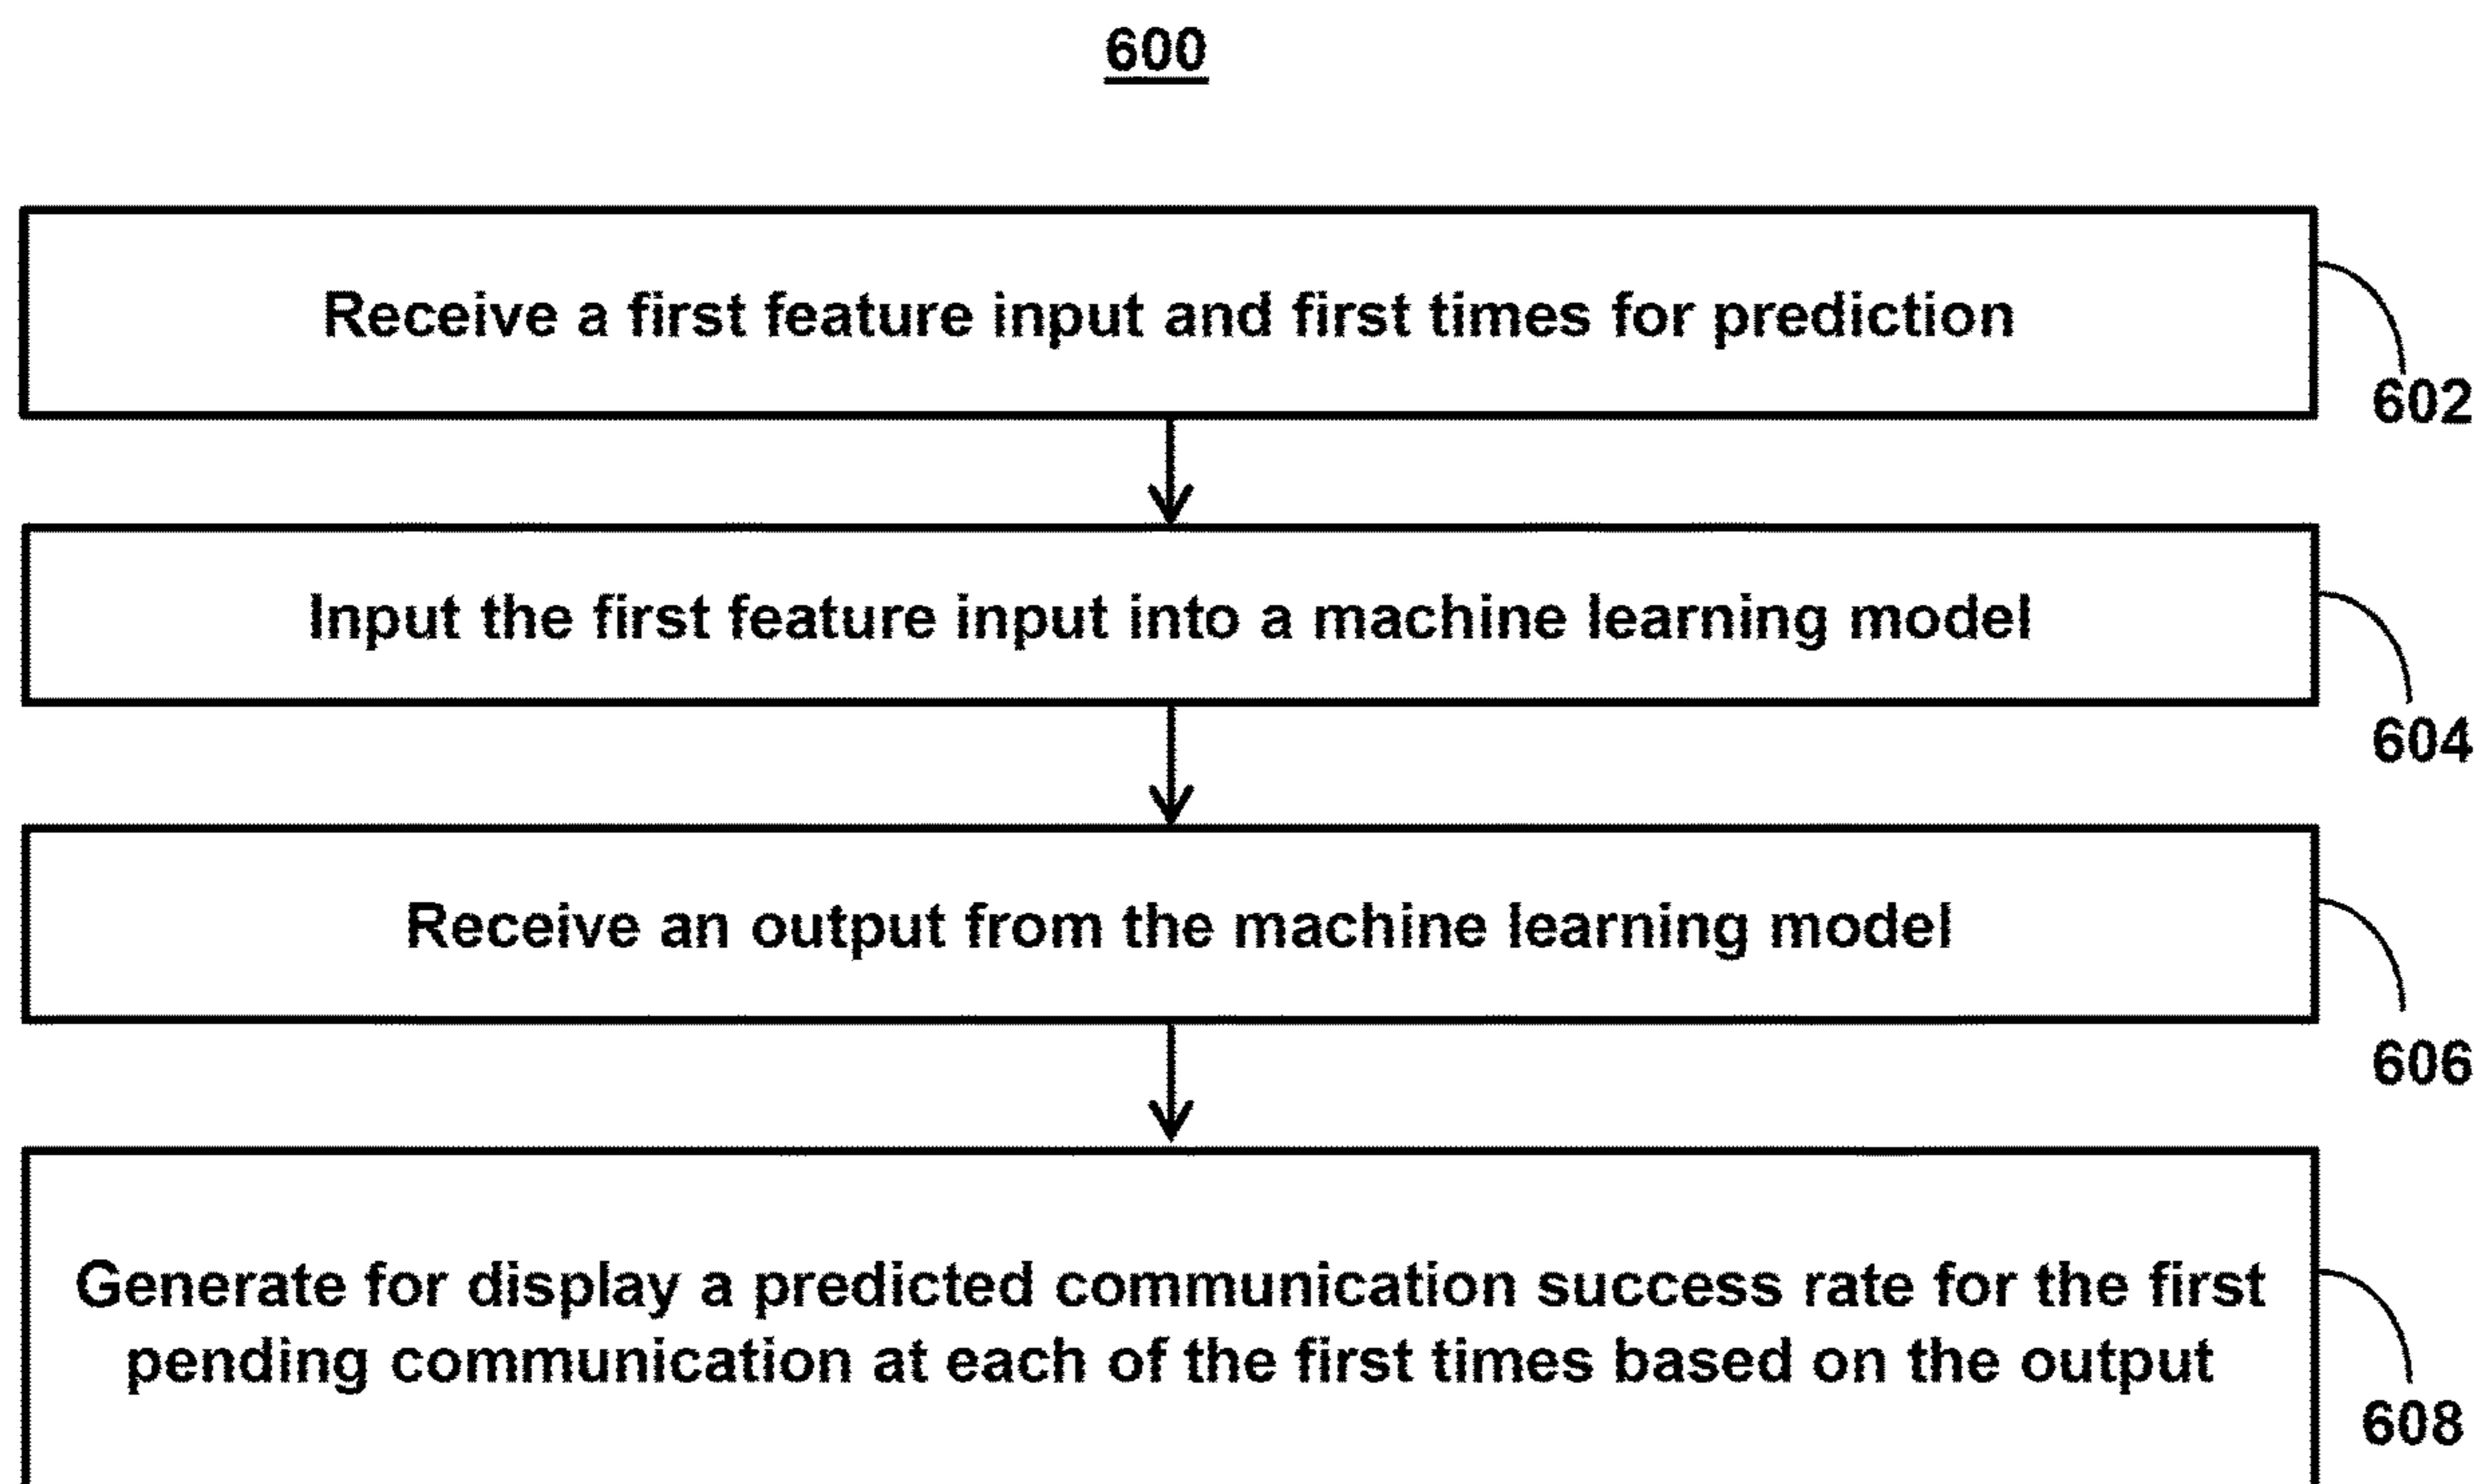 600
Receive a first feature input and first times for prediction
602
Input the first feature input into a machine learning model
604
Receive an output from the machine learning model
606
Generate for display a predicted communication success rate for the first
pending communication at each of the first times based on the output
608